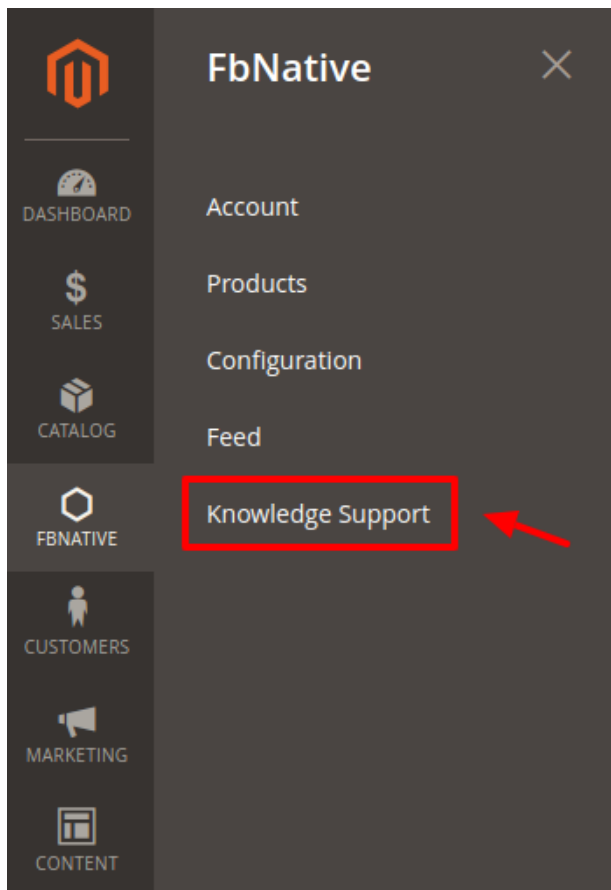 FbNative
DASHBOARD
SALES
CATALOG
FBNATIVE
CUSTOMERS
MARKETING
CONTENT
Account
Products
Configuration
Feed
Knowledge Support